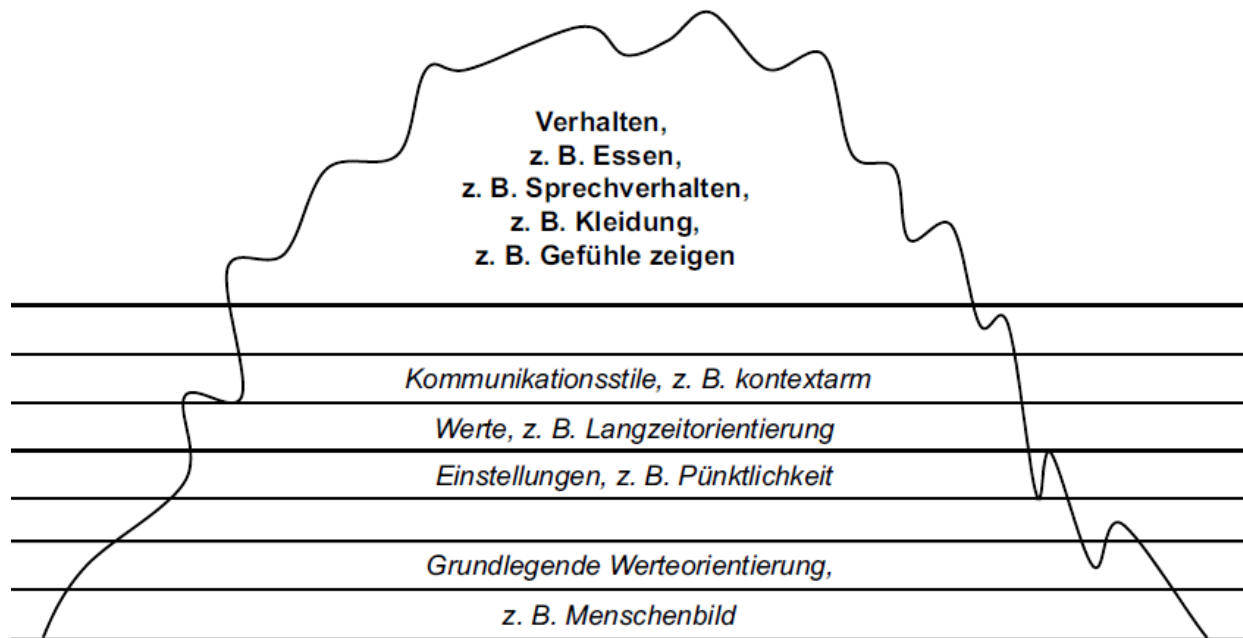 Verhalten,
z. B. Essen,
z. B. Sprechverhalten,
z. B. Kleidung,
z. B. Gefühle zeigen
Kommunikationsstile, z. B. kontextarm
Werte, z. B. Langzeitorientierung
Einstellungen, z. B. Pünktlichkeit
Grundlegende Werteorientierung,
z. B. Menschenbild